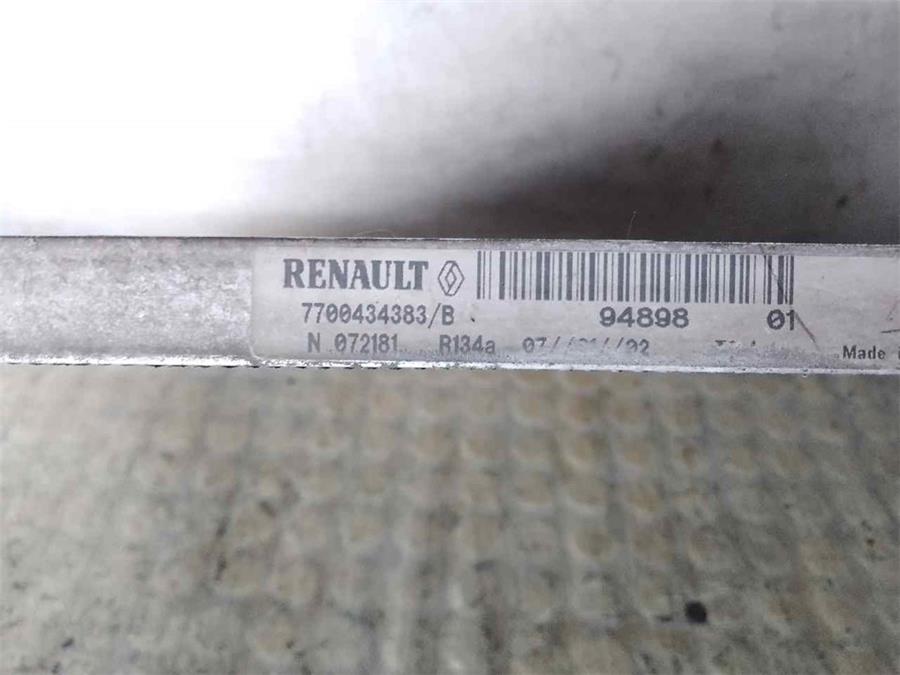 RENAULT
7700434383/B 94898 01
N 072181 R134a
Made